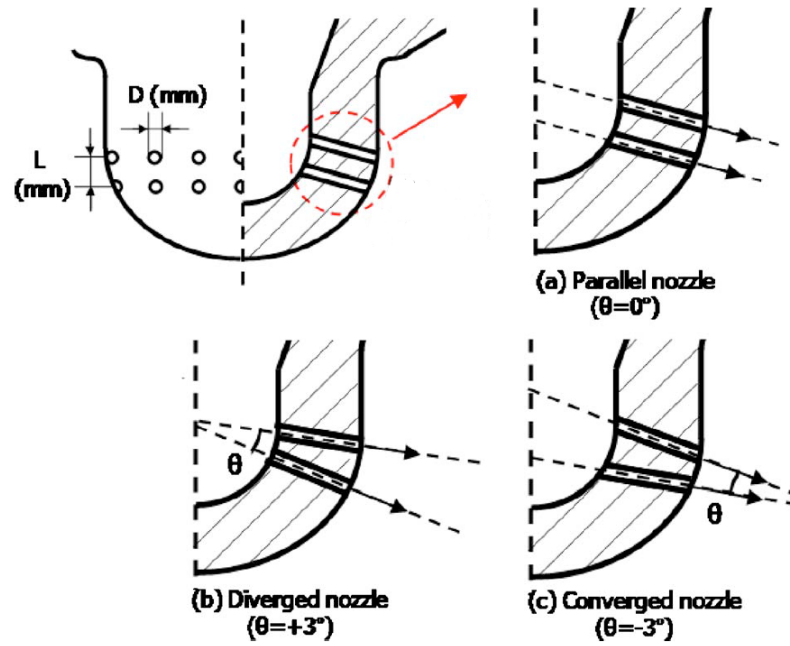 D (mm)
L
(mm)
(a) Parallel nozzle
(θ=0°)
θ
(b) Diverged nozzle
(θ=+3°)
θ
(c) Converged nozzle
(θ=-3°)